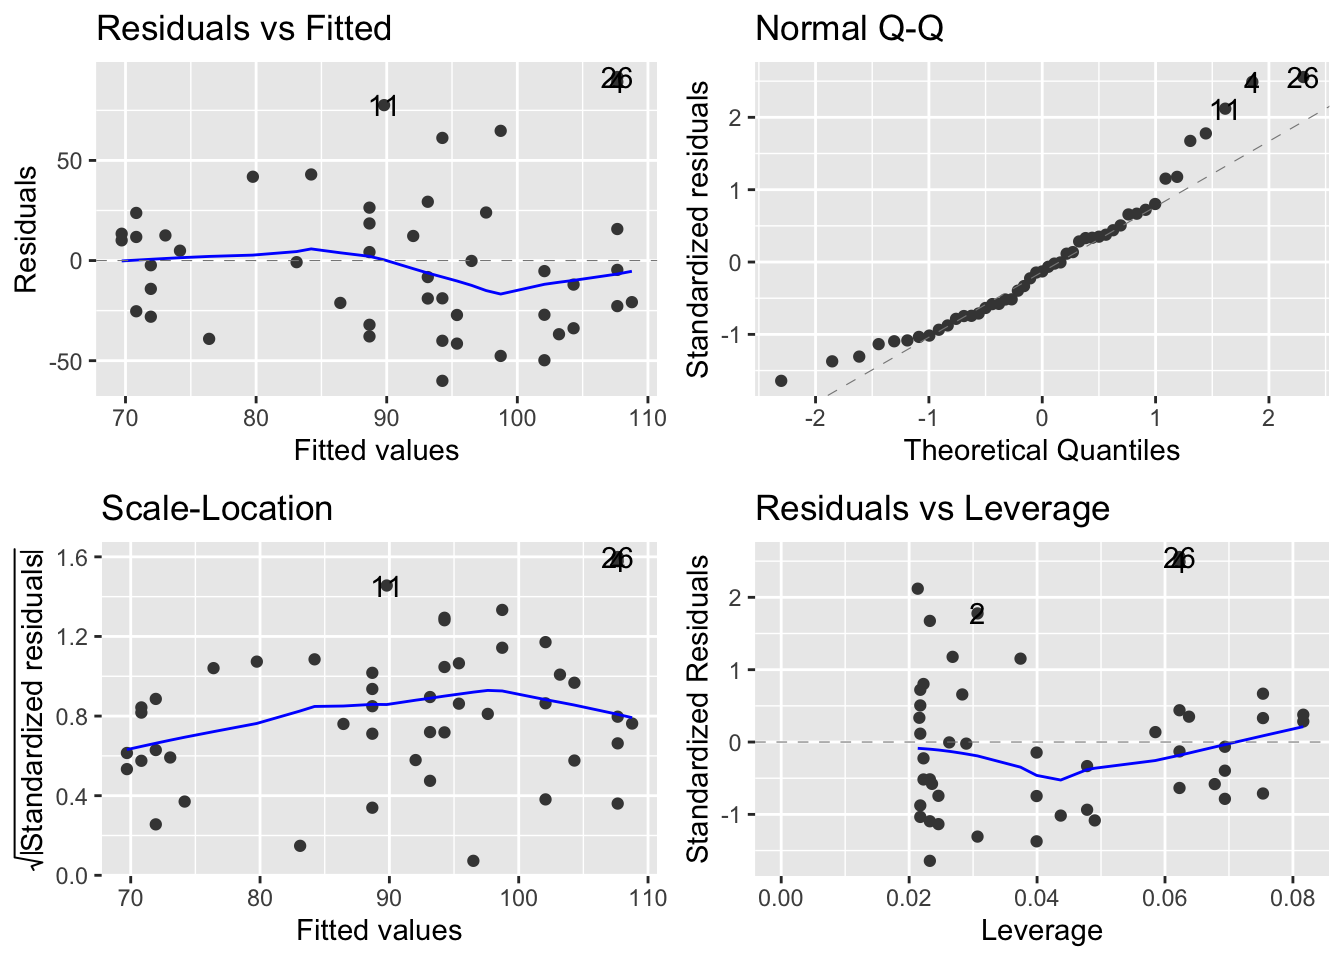 Residuals vs Fitted
Residuals
50
0
-50
70 80 90 100 110
Fitted values
11
26
4
Normal Q-Q
Standardized residuals
2
1
0
-1
-2 -1 0 1 2
Theoretical Quantiles
11
4
26
Scale-Location
√|Standardized residuals|
1.6
1.2
0.8
0.4
0.0
70 80 90 100 110
Fitted values
11
26
4
Residuals vs Leverage
Standardized Residuals
2
1
0
-1
0.00 0.02 0.04 0.06 0.08
Leverage
2
26
4